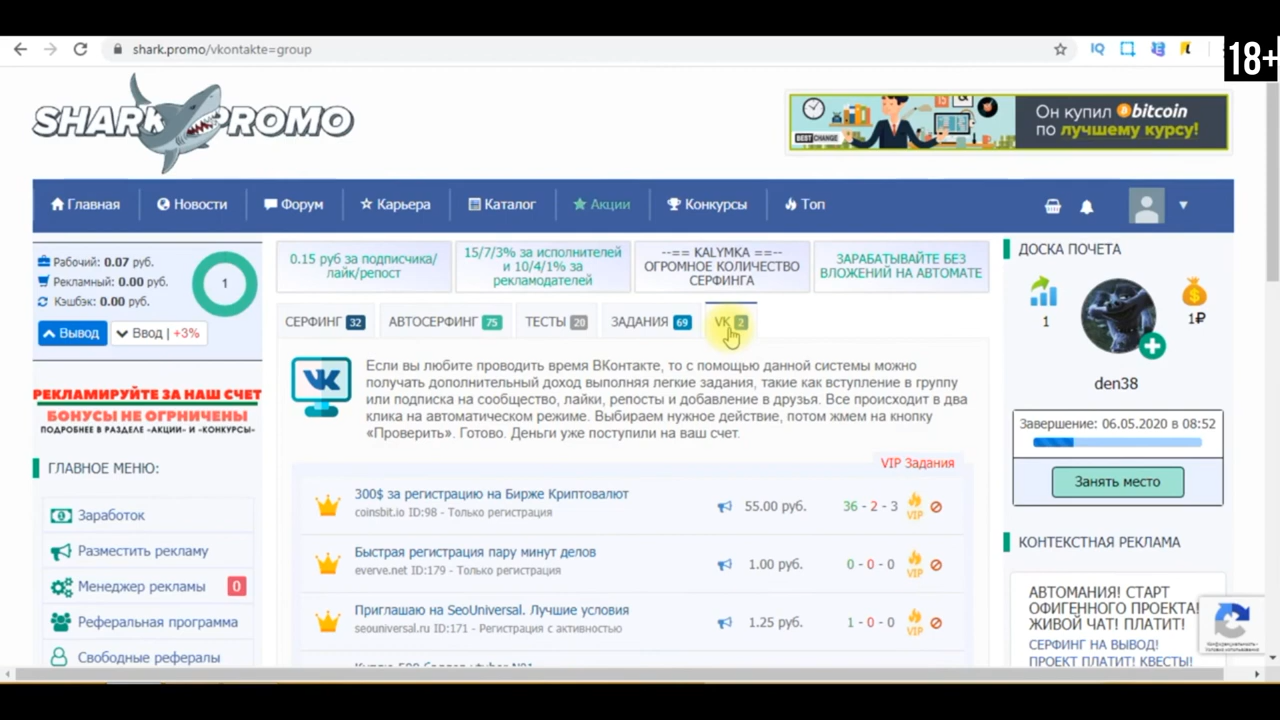 shark.promo/vkontakte=group
18+
SHARK PROMO
BEST CHANGE
Он купил bitcoin
по лучшему курсу!
Главная
Новости
Форум
Карьера
Каталог
Акции
Конкурсы
Топ
Рабочий: 0.07 руб.
Рекламный: 0.00 руб.
Кэшбэк: 0.00 руб.
1
Вывод
Ввод | +3%
0.15 руб за подписчика/
лайк/репост
15/7/3% за исполнителей
и 10/4/1% за
рекламодателей
--== KALYMKA ==--
ОГРОМНОЕ КОЛИЧЕСТВО
СЕРФИНГА
ЗАРАБАТЫВАЙТЕ БЕЗ
ВЛОЖЕНИЙ НА АВТОМАТЕ
СЕРФИНГ 32
АВТОСЕРФИНГ 75
ТЕСТЫ 20
ЗАДАНИЯ 69
VK 2
Если вы любите проводить время ВКонтакте, то с помощью данной системы можно
получать дополнительный доход выполняя легкие задания, такие как вступление в группу
или подписка на сообщество, лайки, репосты и добавление в друзья. Все происходит в два
клика на автоматическом режиме. Выбираем нужное действие, потом жмем на кнопку
«Проверить». Готово. Деньги уже поступили на ваш счет.
VIP Задания
300$ за регистрацию на Бирже Криптовалют
coinsbit.io ID:98 - Только регистрация
55.00 руб.
36 - 2 - 3
VIP
Быстрая регистрация пару минут делов
everve.net ID:179 - Только регистрация
1.00 руб.
0 - 0 - 0
VIP
Приглашаю на SeoUniversal. Лучшие условия
seouniversal.ru ID:171 - Регистрация с активностью
1.25 руб.
1 - 0 - 0
VIP
РЕКЛАМИРУЙТЕ ЗА НАШ СЧЕТ
БОНУСЫ НЕ ОГРНИЧЕНЫ
ПОДРОБНЕЕ В РАЗДЕЛЕ «АКЦИИ» И «КОНКУРСЫ»
ГЛАВНОЕ МЕНЮ:
Заработок
Разместить рекламу
Менеджер рекламы 0
Реферальная программа
Свободные рефералы
ДОСКА ПОЧЕТА
1
1₽
den38
Завершение: 06.05.2020 в 08:52
Занять место
КОНТЕКСТНАЯ РЕКЛАМА
АВТОМАНИЯ! СТАРТ
ОФИГЕННОГО ПРОЕКТА!
ЖИВОЙ ЧАТ! ПЛАТИТ!
СЕРФИНГ НА ВЫВОД!
ПРОЕКТ ПЛАТИТ! КВЕСТЫ!